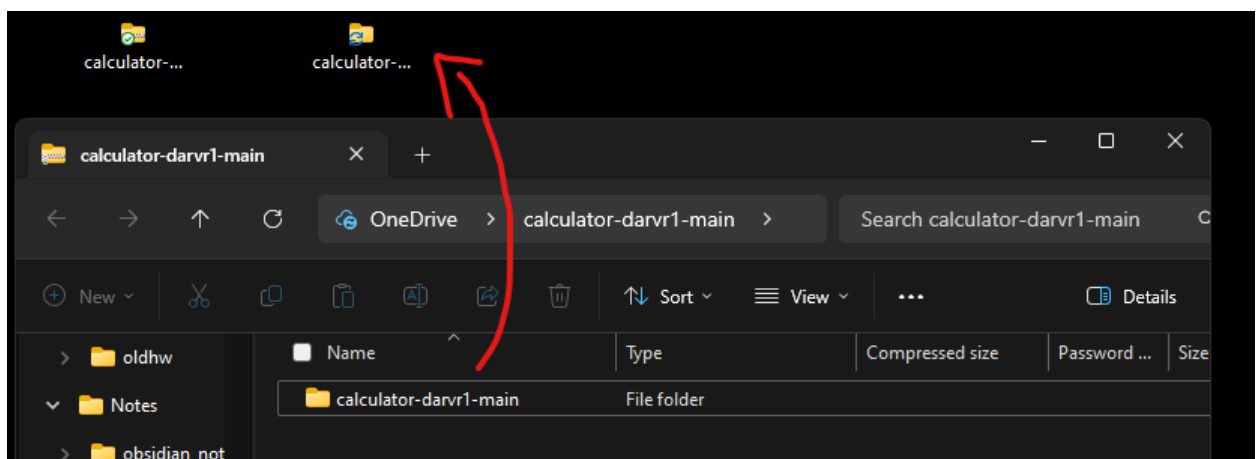 calculator-...
calculator-...
calculator-darvr1-main
OneDrive > calculator-darvr1-main >
Search calculator-darvr1-main
New
Sort
View
Details
Name
Type
Compressed size
Password ...
Size
oldhw
Notes
obsidian_not
calculator-darvr1-main
File folder